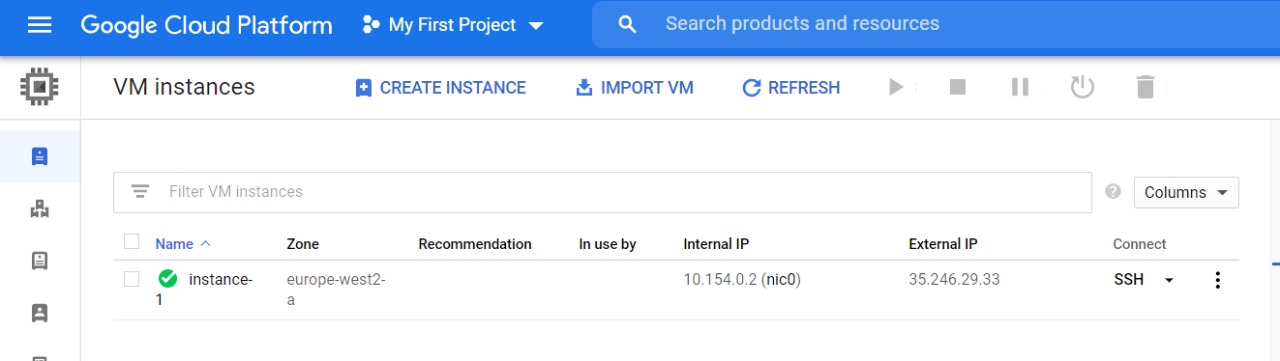 Google Cloud Platform My First Project Search products and resources
VM instances CREATE INSTANCE IMPORT VM REFRESH
Filter VM instances Columns
Name Zone Recommendation In use by Internal IP External IP Connect
instance- europe-west2- 10.154.0.2 (nic0) 35.246.29.33 SSH
1 a